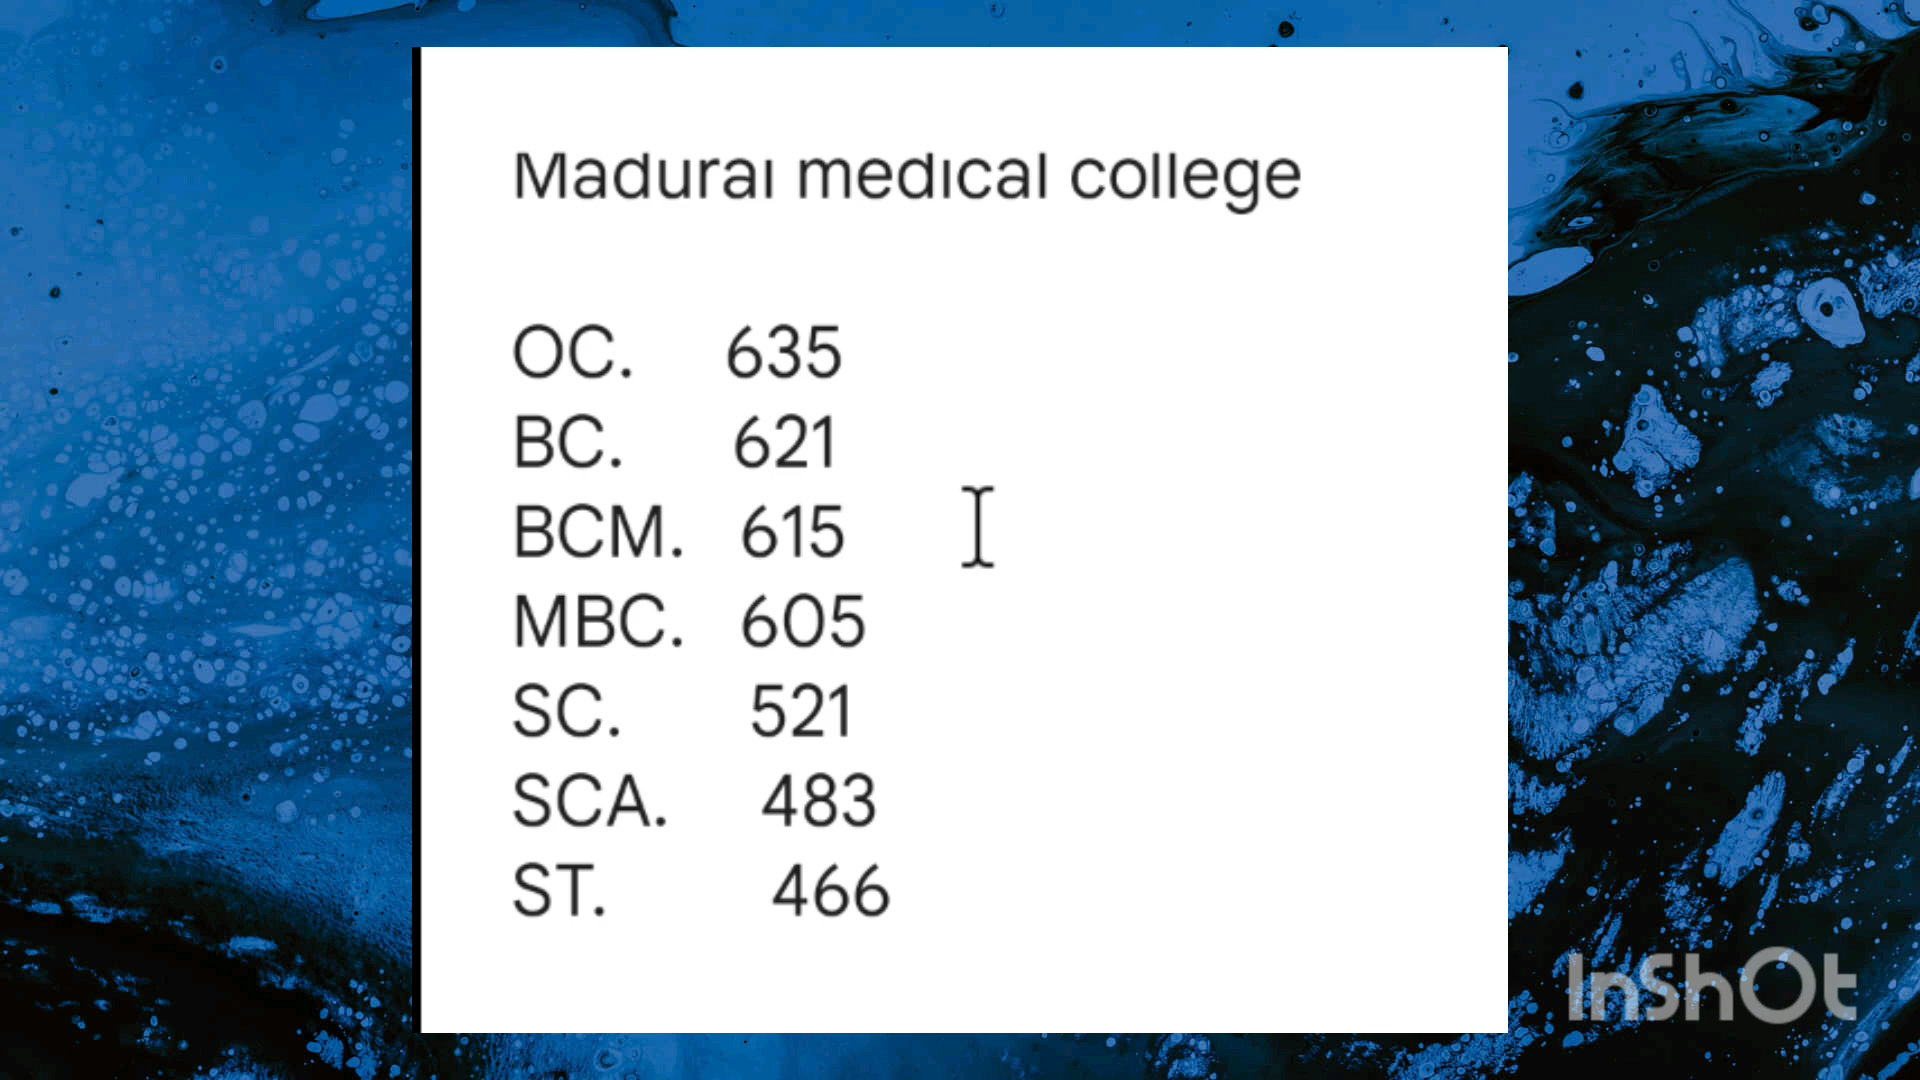 Madurai medical college
OC. 635
BC. 621
BCM. 615
MBC. 605
SC. 521
SCA. 483
ST. 466
InShOt